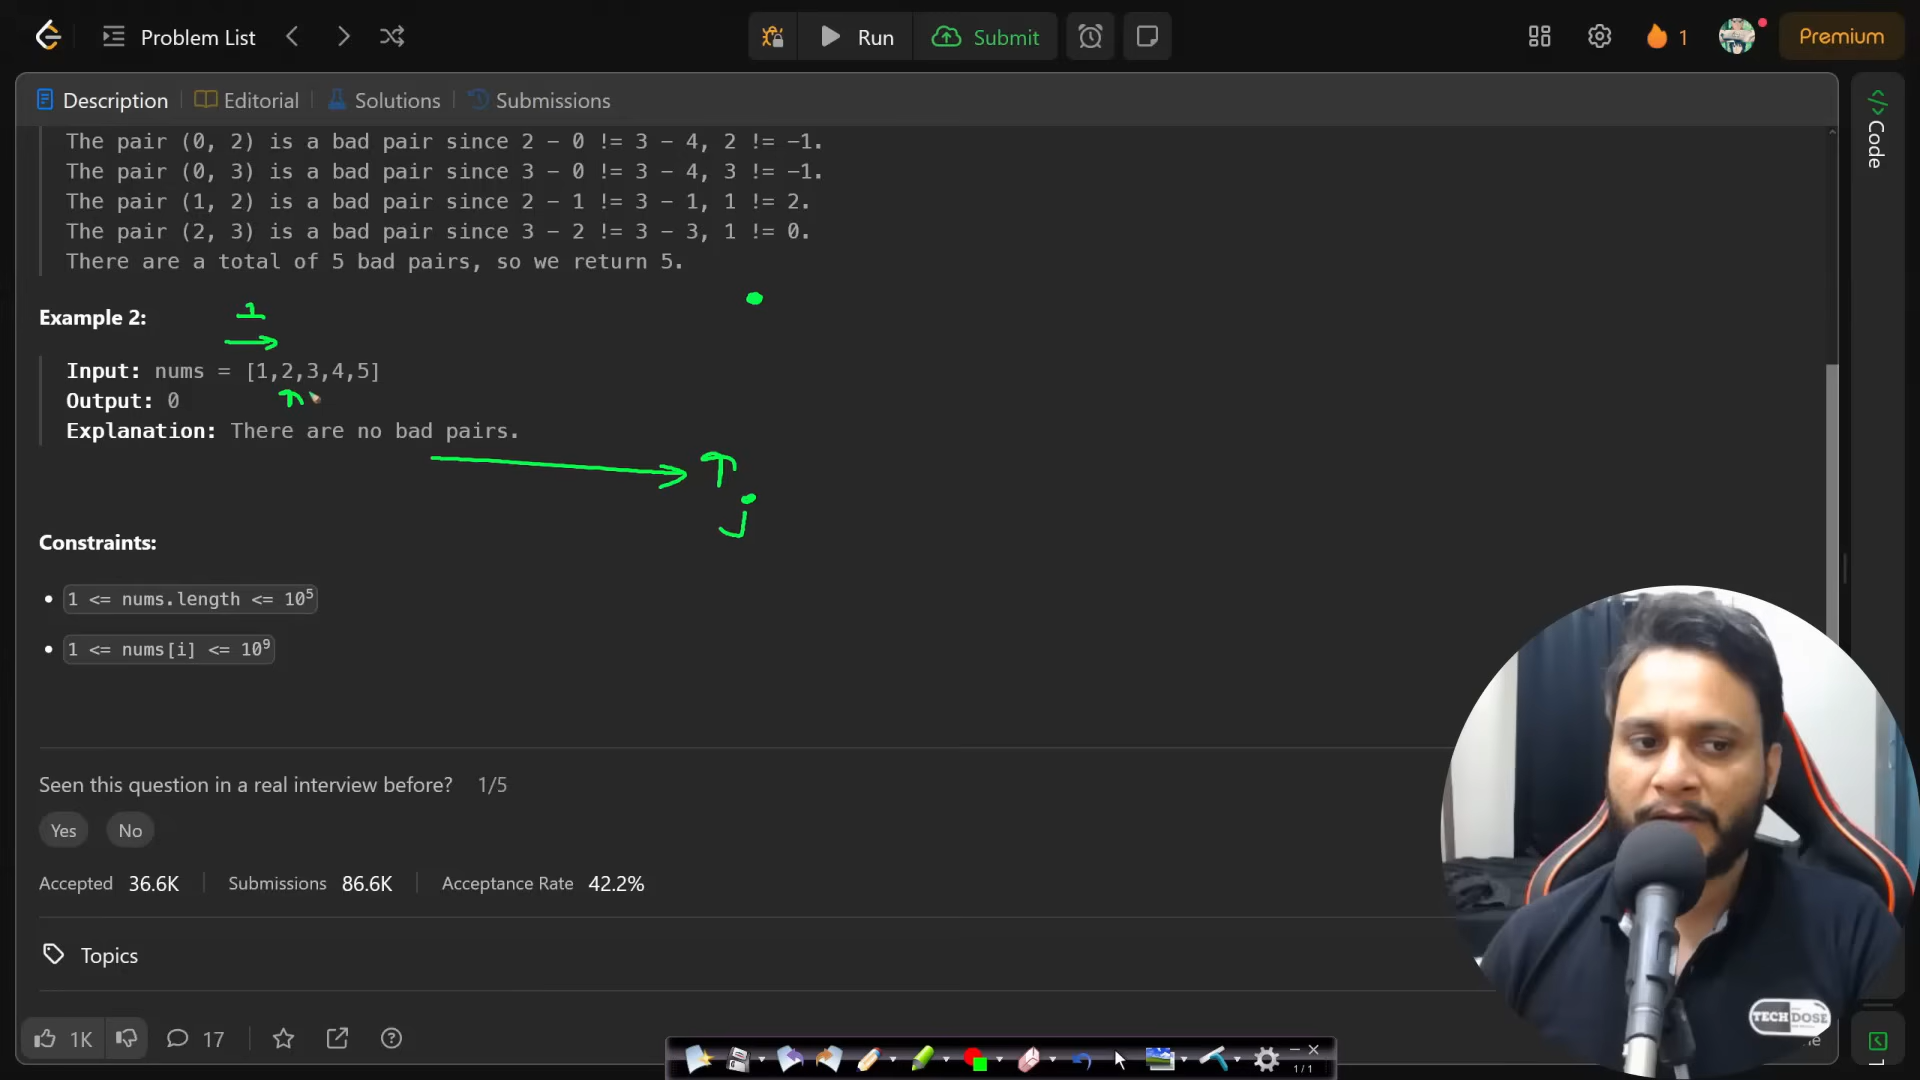 Problem List
Run
Submit
1
Premium
Description
Editorial
Solutions
Submissions
Code
The pair (0, 2) is a bad pair since 2 - 0 != 3 - 4, 2 != -1.
The pair (0, 3) is a bad pair since 3 - 0 != 3 - 4, 3 != -1.
The pair (1, 2) is a bad pair since 2 - 1 != 3 - 1, 1 != 2.
The pair (2, 3) is a bad pair since 3 - 2 != 3 - 3, 1 != 0.
There are a total of 5 bad pairs, so we return 5.
Example 2:
1
Input: nums = [1,2,3,4,5]
Output: 0
Explanation: There are no bad pairs.
j
Constraints:
1 <= nums.length <= 10⁵
1 <= nums[i] <= 10⁹
Seen this question in a real interview before? 1/5
Yes No
Accepted 36.6K Submissions 86.6K Acceptance Rate 42.2%
Topics
1K 17
TECH DOSE
1/1